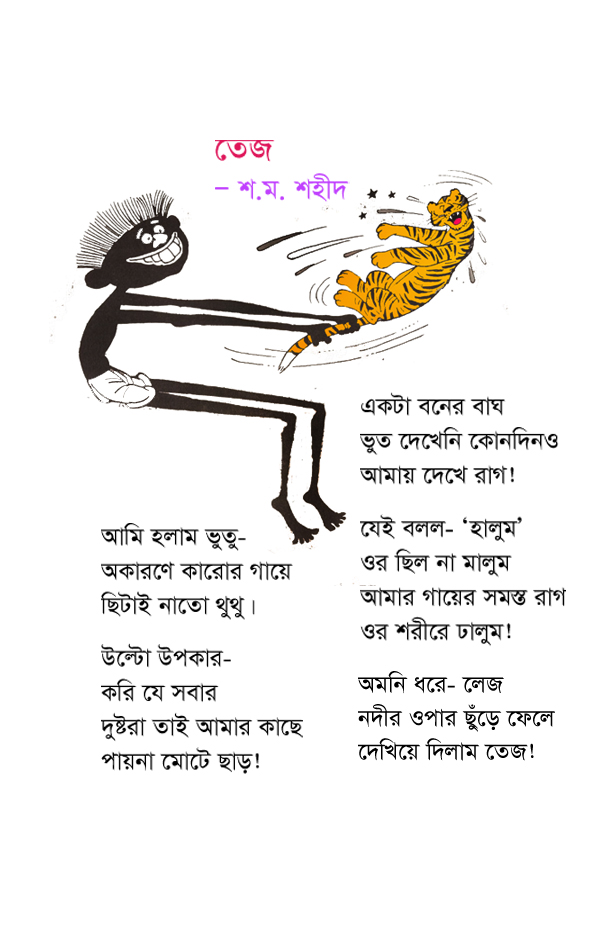 তেজ
– শ.ম. শহীদ
আমি হলাম ভুতু-
অকারণে কারোর গায়ে
ছিটাই নাতো থুথু।
উল্টো উপকার-
করি যে সবার
দুষ্টরা তাই আমার কাছে
পায়না মোটে ছাড়!
একটা বনের বাঘ
ভুত দেখেনি কোনদিনও
আমায় দেখে রাগ!
যেই বলল- ‘হালুম’
ওর ছিল না মালুম
আমার গায়ের সমস্ত রাগ
ওর শরীরে ঢালুম!
অমনি ধরে- লেজ
নদীর ওপার ছুঁড়ে ফেলে
দেখিয়ে দিলাম তেজ!